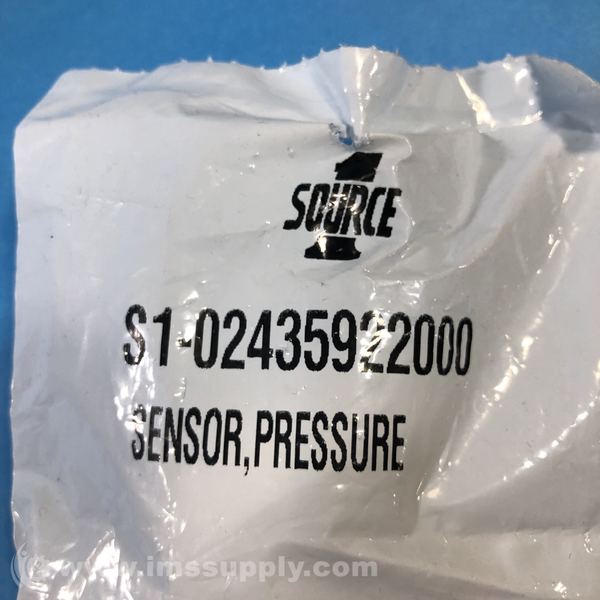 SOURCE
1
S1-02435922000
SENSOR,PRESSURE
www.imssupply.com